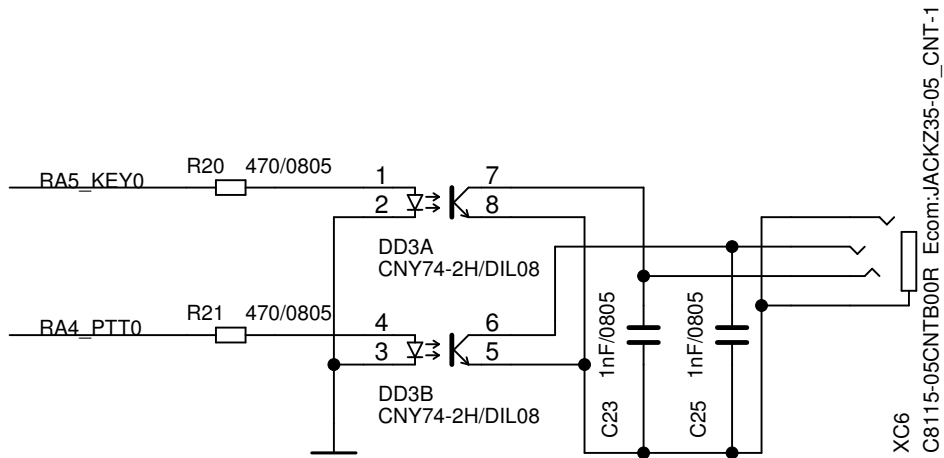 RA5_KEY0
R20 470/0805
1
2
7
8
DD3A
CNY74-2H/DIL08
RA4_PTT0
R21 470/0805
4
3
6
5
DD3B
CNY74-2H/DIL08
C23 1nF/0805
C25 1nF/0805
XC6
C8115-05CNTB00R Ecom:JACKZ35-05_CNT-1